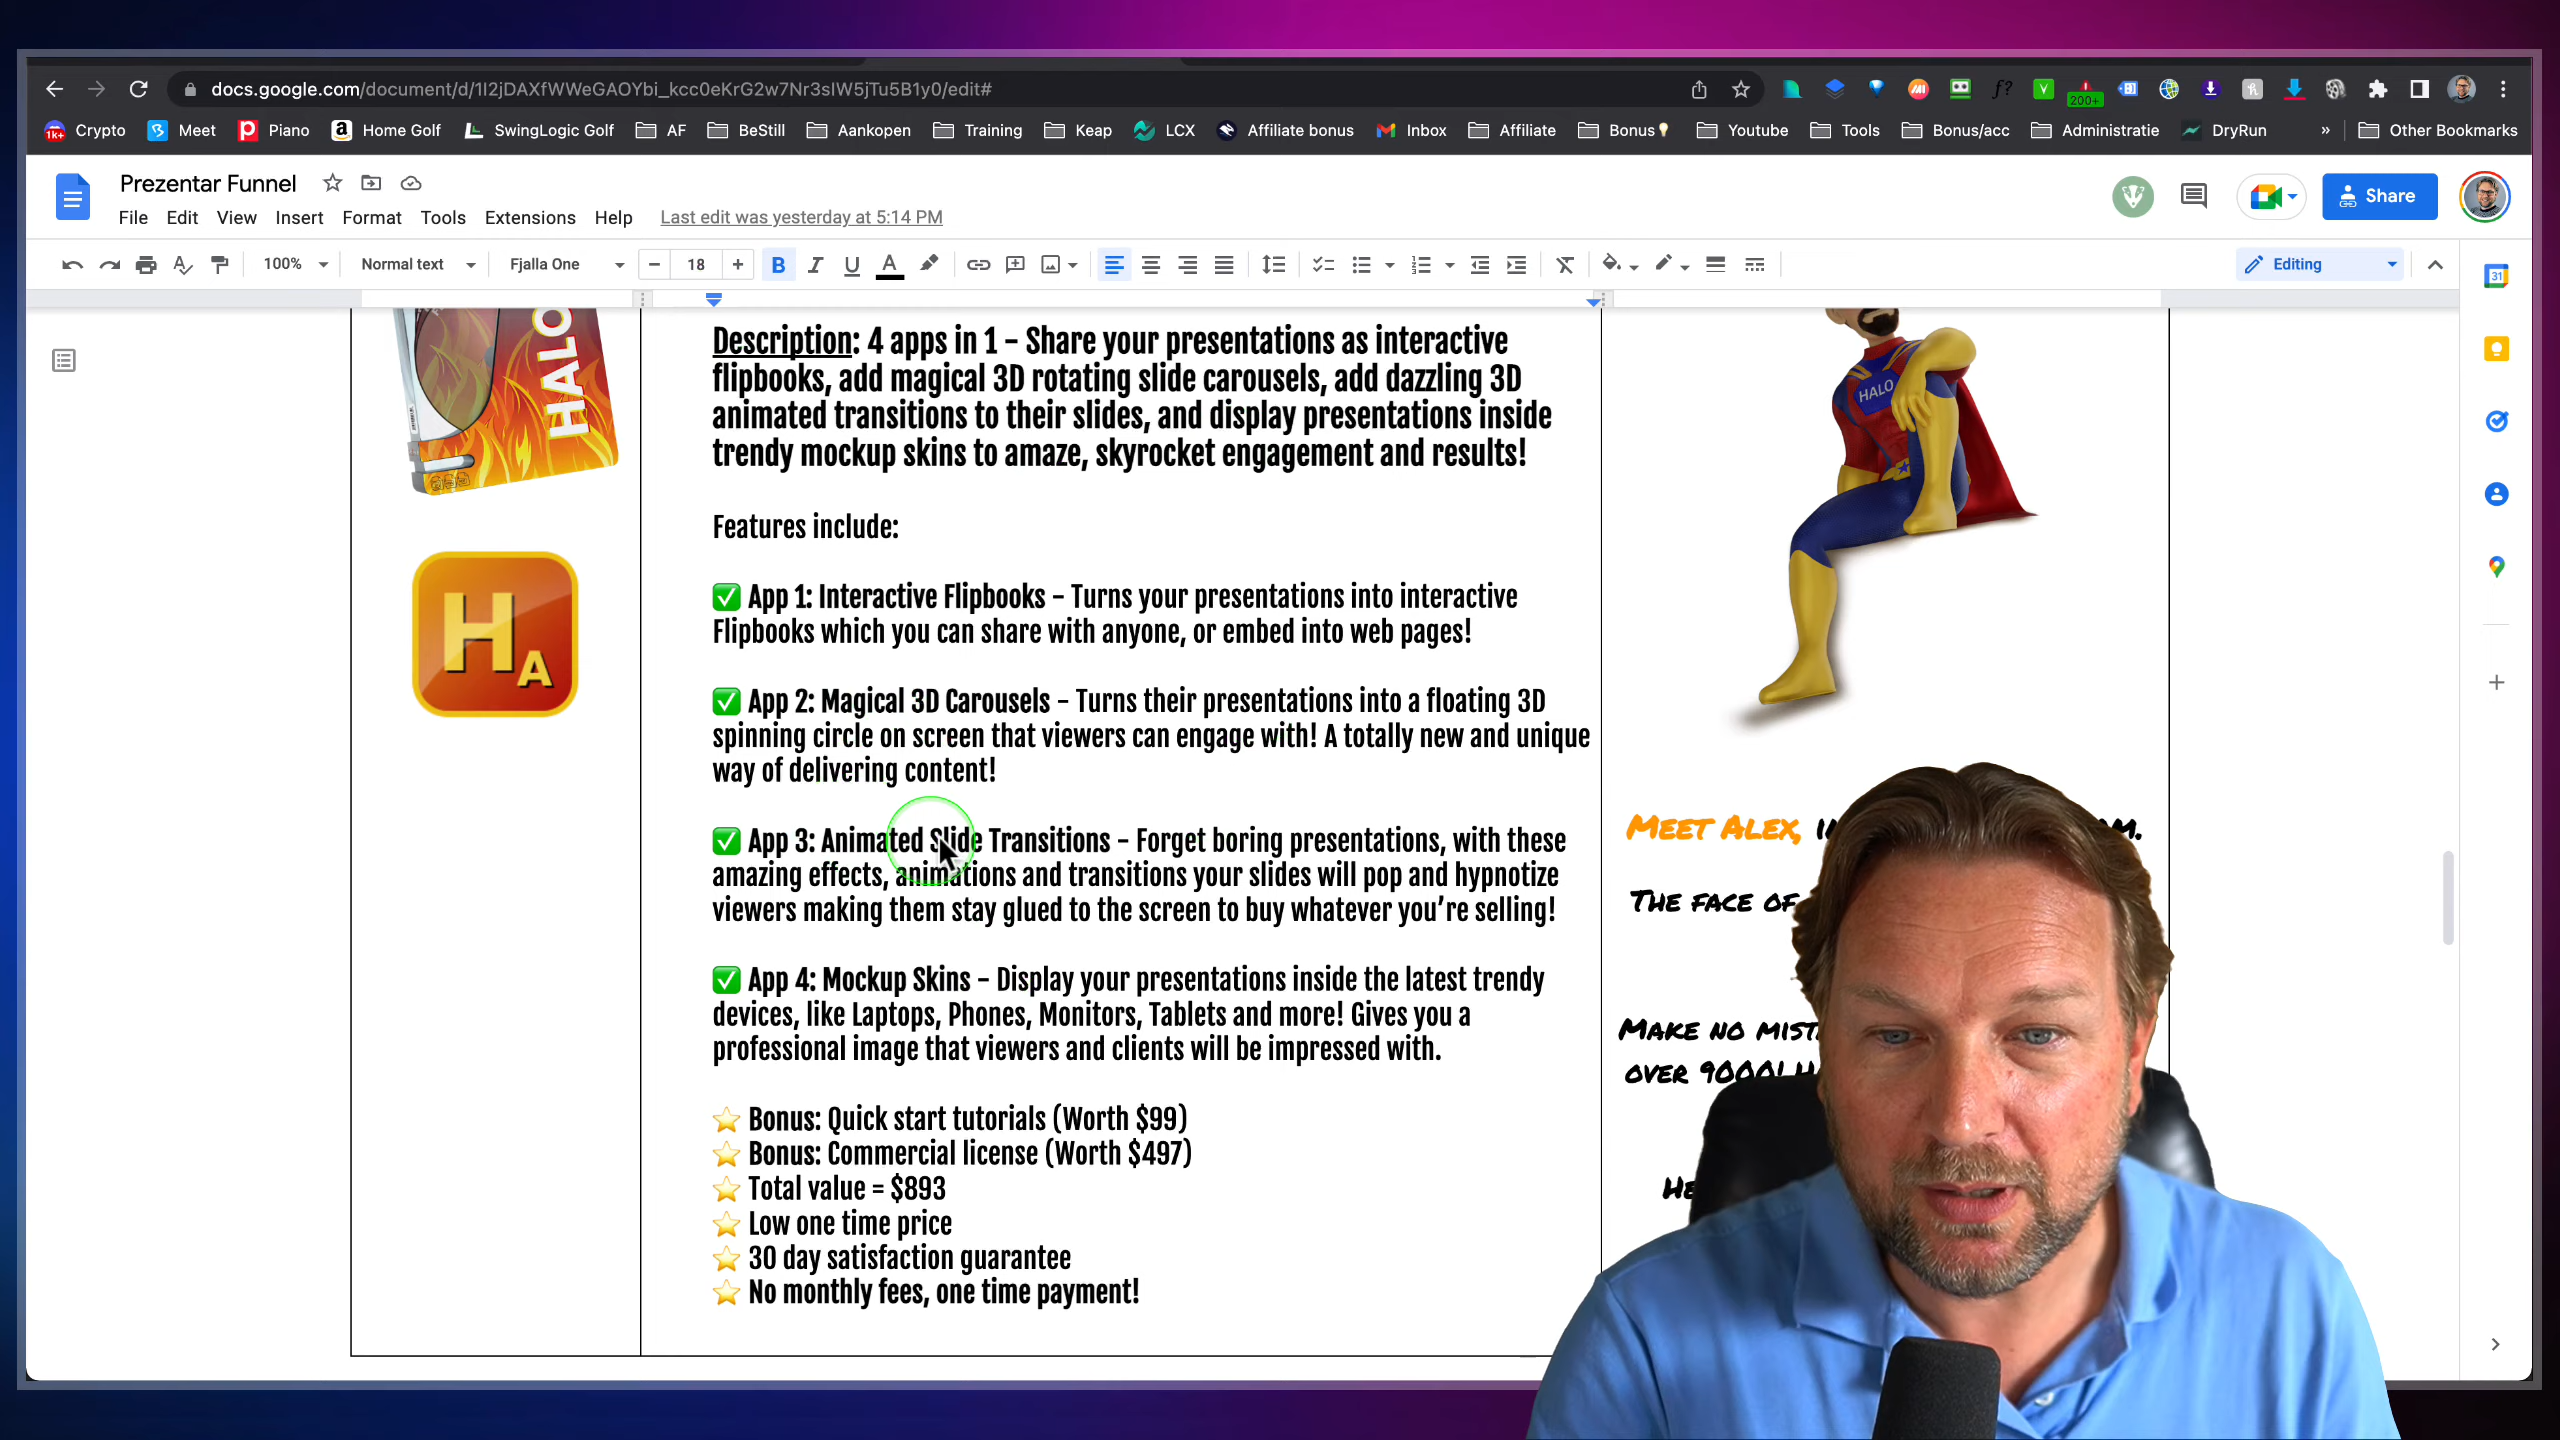 docs.google.com/document/d/1I2jDAXfWWeGAOYbi_kcc0eKrG2w7Nr3sIW5jTu5B1y0/edit#
200+
1K+ Crypto Meet Piano Home Golf SwingLogic Golf AF BeStill Aankopen Training Keap LCX Affiliate bonus Inbox Affiliate Bonus Youtube Tools Bonus/acc Administratie DryRun » Other Bookmarks
Prezentar Funnel
Share
File Edit View Insert Format Tools Extensions Help Last edit was yesterday at 5:14 PM
100% Normal text Fjalla One 18 B I U A Editing
31
HALO
HALO
Description: 4 apps in 1 – Share your presentations as interactive
flipbooks, add magical 3D rotating slide carousels, add dazzling 3D
animated transitions to their slides, and display presentations inside
trendy mockup skins to amaze, skyrocket engagement and results!
Features include:
HA
✅ App 1: Interactive Flipbooks – Turns your presentations into interactive
Flipbooks which you can share with anyone, or embed into web pages!
✅ App 2: Magical 3D Carousels – Turns their presentations into a floating 3D
spinning circle on screen that viewers can engage with! A totally new and unique
way of delivering content!
✅ App 3: Animated Slide Transitions – Forget boring presentations, with these
amazing effects, animations and transitions your slides will pop and hypnotize
viewers making them stay glued to the screen to buy whatever you’re selling!
✅ App 4: Mockup Skins – Display your presentations inside the latest trendy
devices, like Laptops, Phones, Monitors, Tablets and more! Gives you a
professional image that viewers and clients will be impressed with.
⭐ Bonus: Quick start tutorials (Worth $99)
⭐ Bonus: Commercial license (Worth $497)
⭐ Total value = $893
⭐ Low one time price
⭐ 30 day satisfaction guarantee
⭐ No monthly fees, one time payment!
MEET ALEX,
THE FACE OF
MAKE NO
OVER 9000!